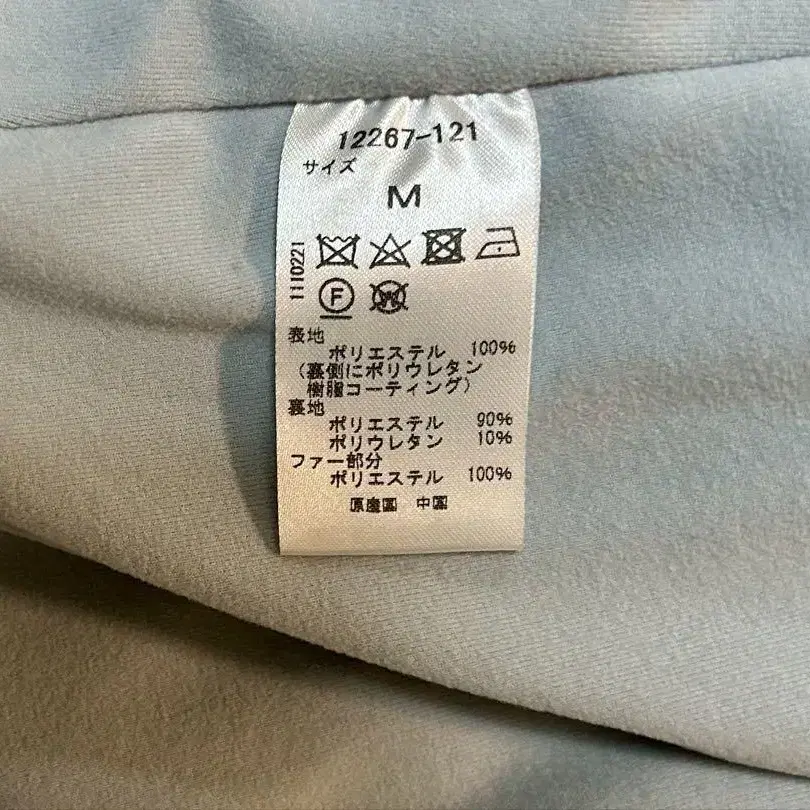 12267-121
サイズ
M
1110221
F W
表地
ポリエステル 100%
(裏側にポリウレタン
樹脂コーティング)
裏地
ポリエステル 90%
ポリウレタン 10%
ファー部分
ポリエステル 100%
原産国 中国